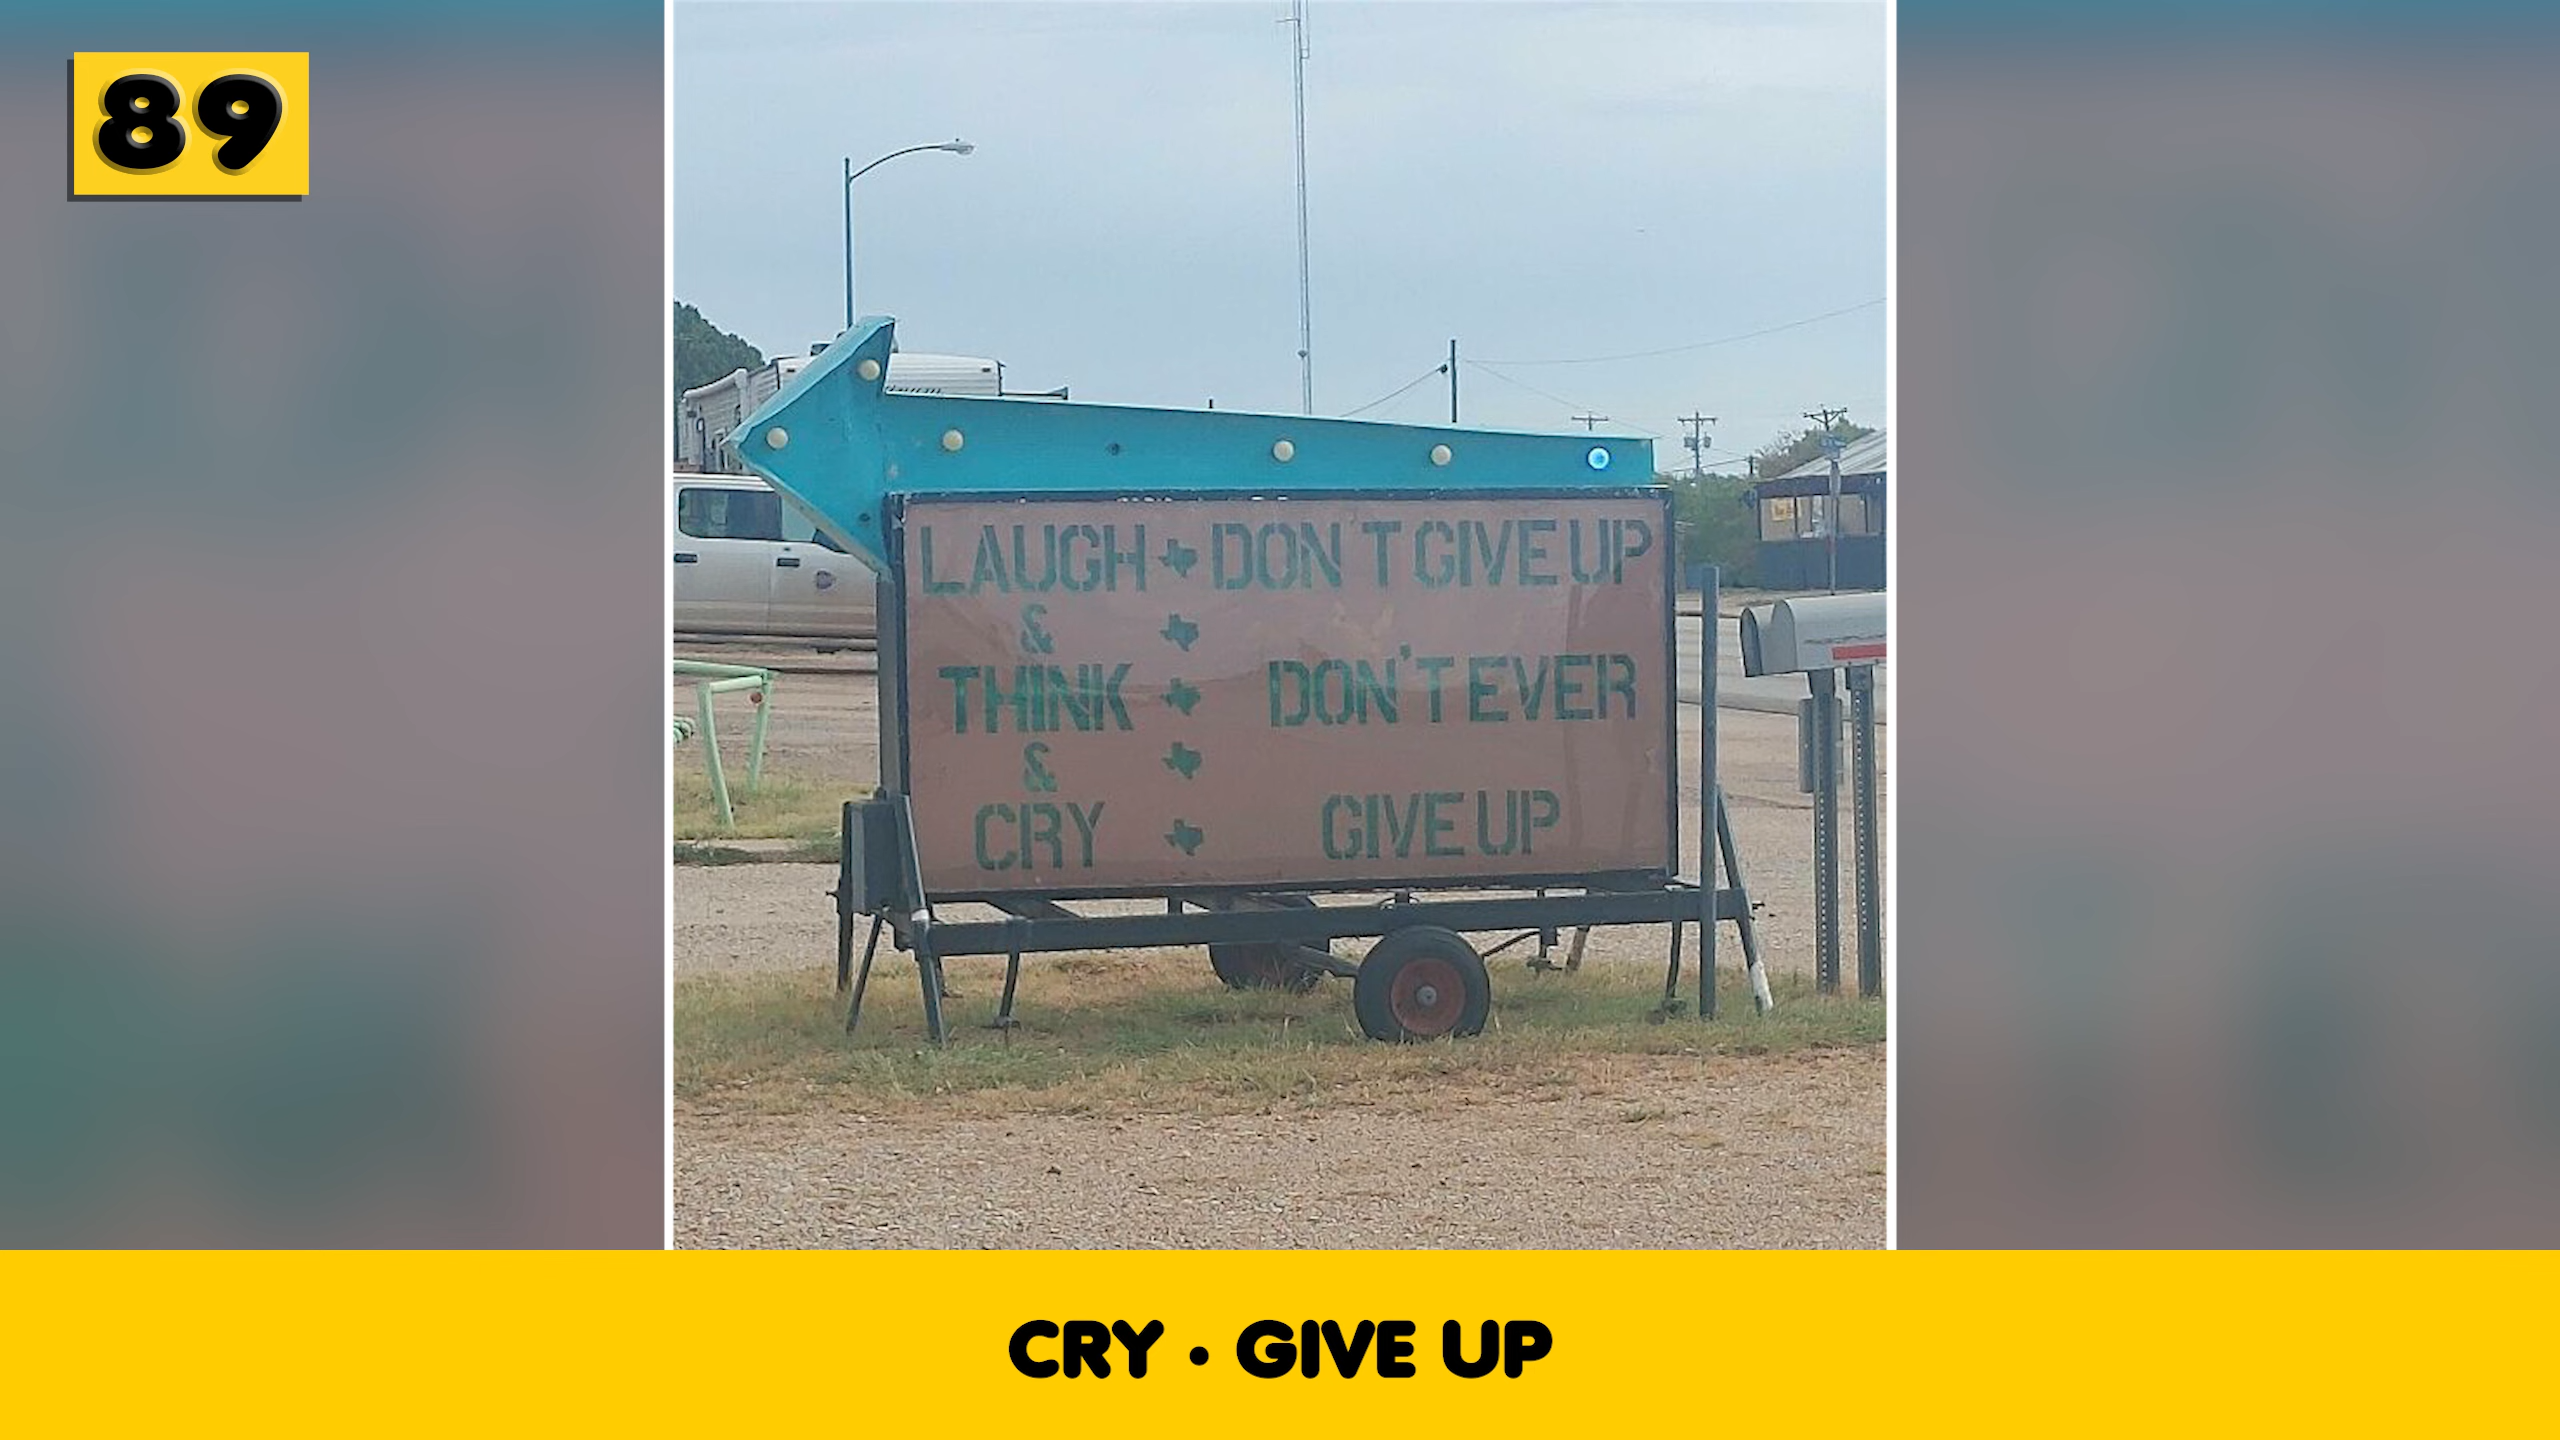 89
LAUGH DON T GIVE UP
&
THINK DON'T EVER
&
CRY GIVE UP
CRY • GIVE UP